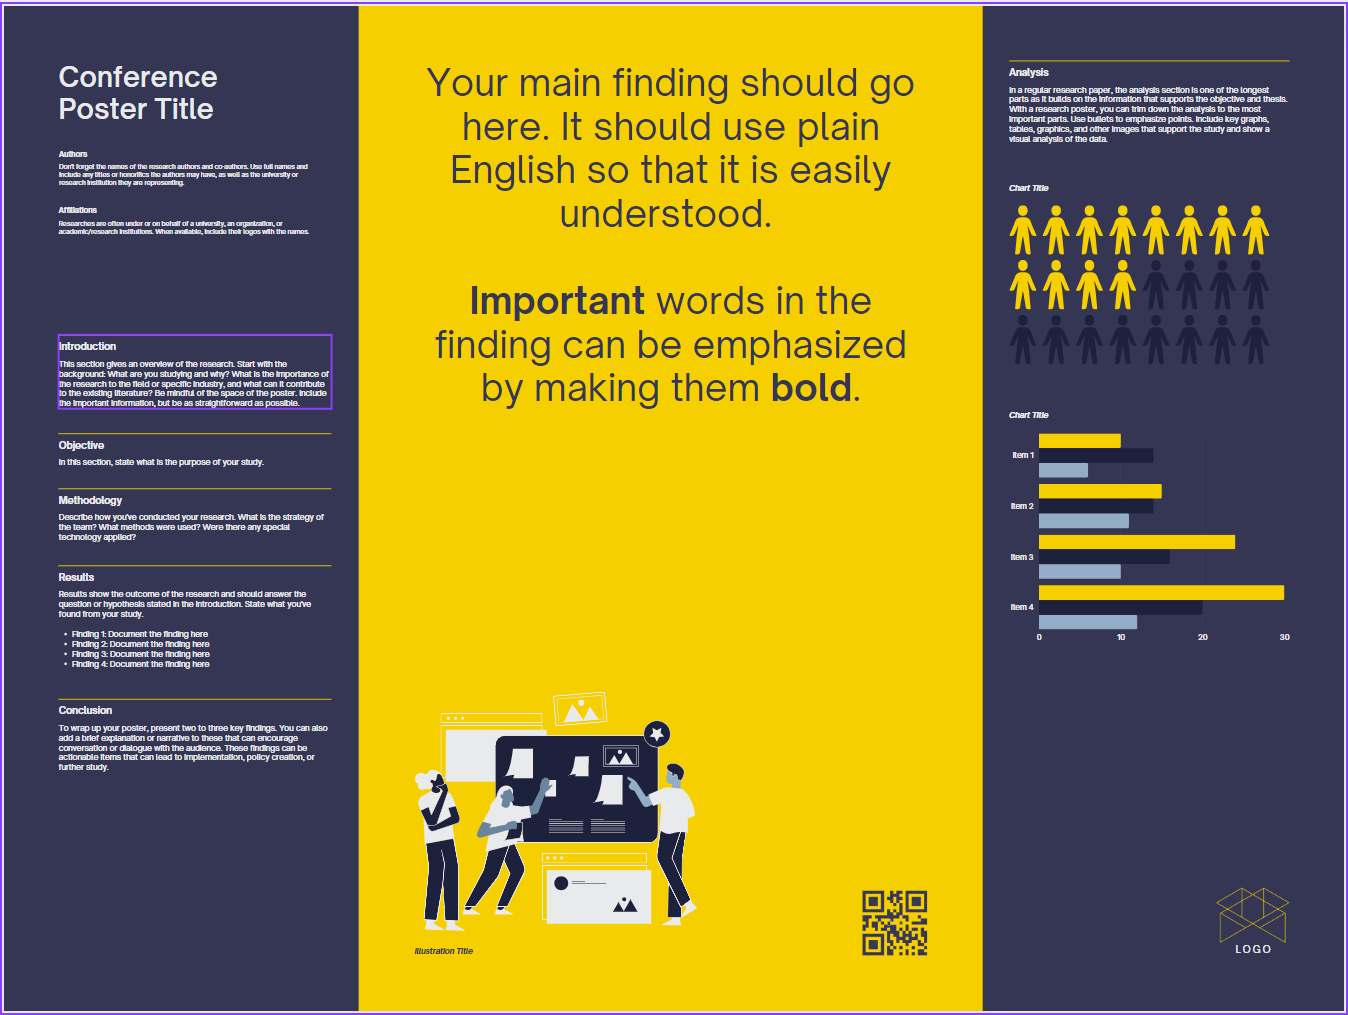 Conference
Poster Title
Authors
Don't forget the names of the research authors and co-authors. Use full names and
include any titles or honorifics the authors may have, as well as the university or
research institution they are representing.
Affiliations
Researches are often under or on behalf of a university, an organization, or
academic/research institutions. When available, include their logos with the names.
Introduction
This section gives an overview of the research. Start with the
background: What are you studying and why? What is the importance of
the research to the field or specific industry, and what can it contribute
to the existing literature? Be mindful of the space of the poster. Include
the important information, but be as straightforward as possible.
Objective
In this section, state what is the purpose of your study.
Methodology
Describe how you've conducted your research. What is the strategy of
the team? What methods were used? Were there any special
technology applied?
Results
Results show the outcome of the research and should answer the
question or hypothesis stated in the introduction. State what you've
found from your study.
• Finding 1: Document the finding here
• Finding 2: Document the finding here
• Finding 3: Document the finding here
• Finding 4: Document the finding here
Conclusion
To wrap up your poster, present two to three key findings. You can also
add a brief explanation or narrative to these that can encourage
conversation or dialogue with the audience. These findings can be
actionable items that can lead to implementation, policy creation, or
further study.
Your main finding should go
here. It should use plain
English so that it is easily
understood.
Important words in the
finding can be emphasized
by making them bold.
Illustration Title
Analysis
In a regular research paper, the analysis section is one of the longest
parts as it builds on the information that supports the objective and thesis.
With a research poster, you can trim down the analysis to the most
important parts. Use bullets to emphasize points. Include key graphs,
tables, graphics, and other images that support the study and show a
visual analysis of the data.
Chart Title
Chart Title
Item 1
Item 2
Item 3
Item 4
0 10 20 30
LOGO